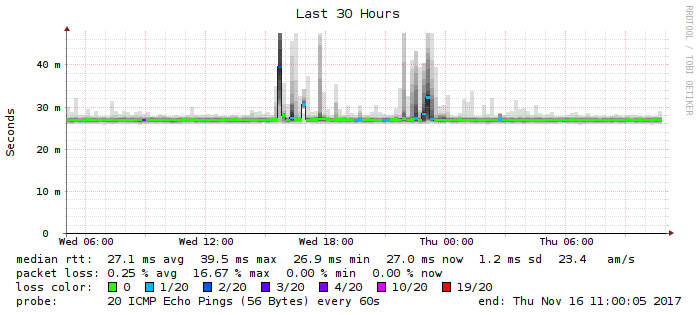 Last 30 Hours
RRDTOOL / TOBI OETIKER
Seconds
40 m
30 m
20 m
10 m
0
Wed 06:00 Wed 12:00 Wed 18:00 Thu 00:00 Thu 06:00
median rtt: 27.1 ms avg 39.5 ms max 26.9 ms min 27.0 ms now 1.2 ms sd 23.4 am/s
packet loss: 0.25 % avg 16.67 % max 0.00 % min 0.00 % now
loss color: 0 1/20 2/20 3/20 4/20 10/20 19/20
probe: 20 ICMP Echo Pings (56 Bytes) every 60s end: Thu Nov 16 11:00:05 2017